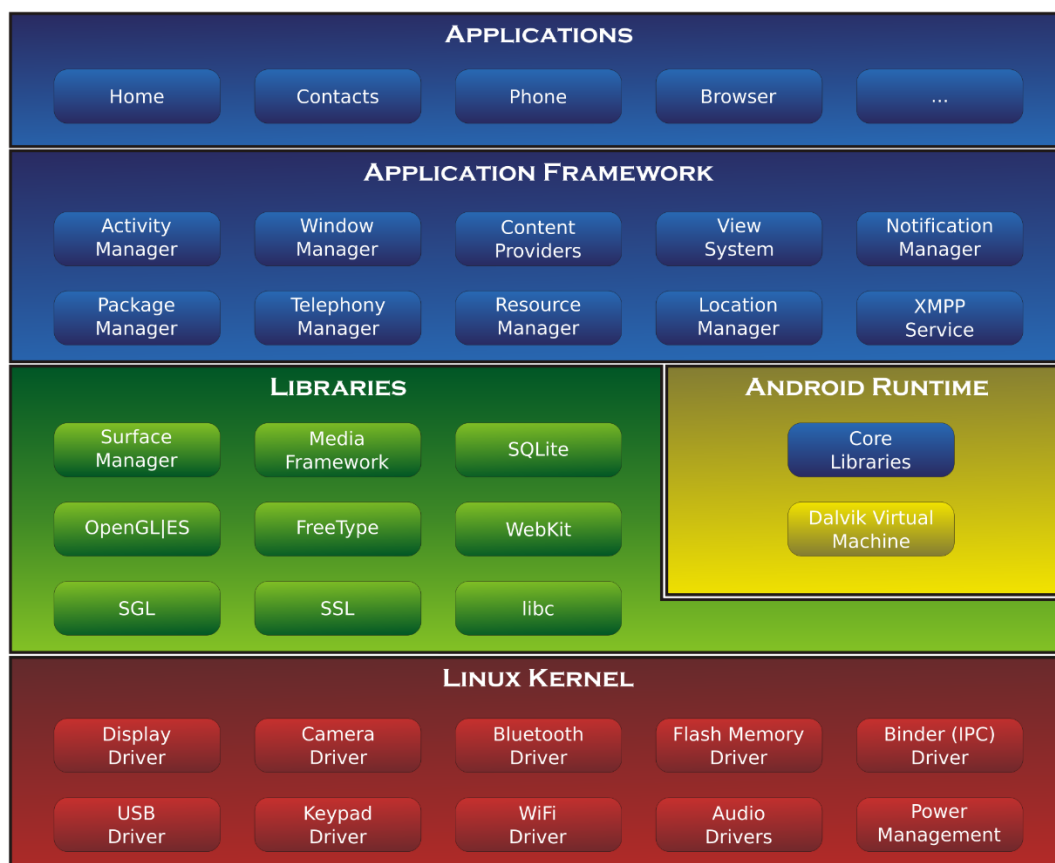 APPLICATIONS
Home
Contacts
Phone
Browser
...
APPLICATION FRAMEWORK
Activity
Manager
Window
Manager
Content
Providers
View
System
Notification
Manager
Package
Manager
Telephony
Manager
Resource
Manager
Location
Manager
XMPP
Service
LIBRARIES
Surface
Manager
Media
Framework
SQLite
OpenGL|ES
FreeType
WebKit
SGL
SSL
libc
ANDROID RUNTIME
Core
Libraries
Dalvik Virtual
Machine
LINUX KERNEL
Display
Driver
Camera
Driver
Bluetooth
Driver
Flash Memory
Driver
Binder (IPC)
Driver
USB
Driver
Keypad
Driver
WiFi
Driver
Audio
Drivers
Power
Management